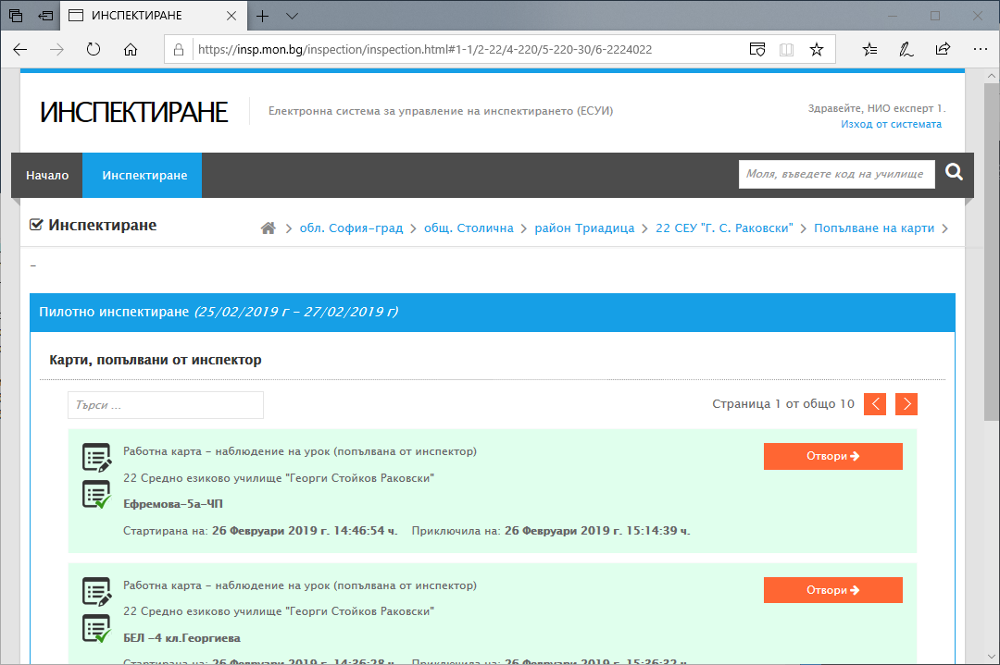 ИНСПЕКТИРАНЕ
https://insp.mon.bg/inspection/inspection.html#1-1/2-22/4-220/5-220-30/6-2224022
ИНСПЕКТИРАНЕ
Електронна система за управление на инспектирането (ЕСУИ)
Здравейте, НИО експерт 1.
Изход от системата
Начало
Инспектиране
Моля, въведете код на училище
Инспектиране
обл. София-град > общ. Столична > район Триадица > 22 СЕУ "Г. С. Раковски" > Попълване на карти >
-
Пилотно инспектиране (25/02/2019 г - 27/02/2019 г)
Карти, попълвани от инспектор
Търси ...
Страница 1 от общо 10
Работна карта - наблюдение на урок (попълвана от инспектор)
Отвори
22 Средно езиково училище "Георги Стойков Раковски"
Ефремова-5а-ЧП
Стартирана на: 26 Февруари 2019 г. 14:46:54 ч. Приключила на: 26 Февруари 2019 г. 15:14:39 ч.
Работна карта - наблюдение на урок (попълвана от инспектор)
Отвори
22 Средно езиково училище "Георги Стойков Раковски"
БЕЛ -4 кл.Георгиева
Стартирана на: 26 Февруари 2019 г. 14:36:28 ч. Приключила на: 26 Февруари 2019 г. 15:36:32 ч.